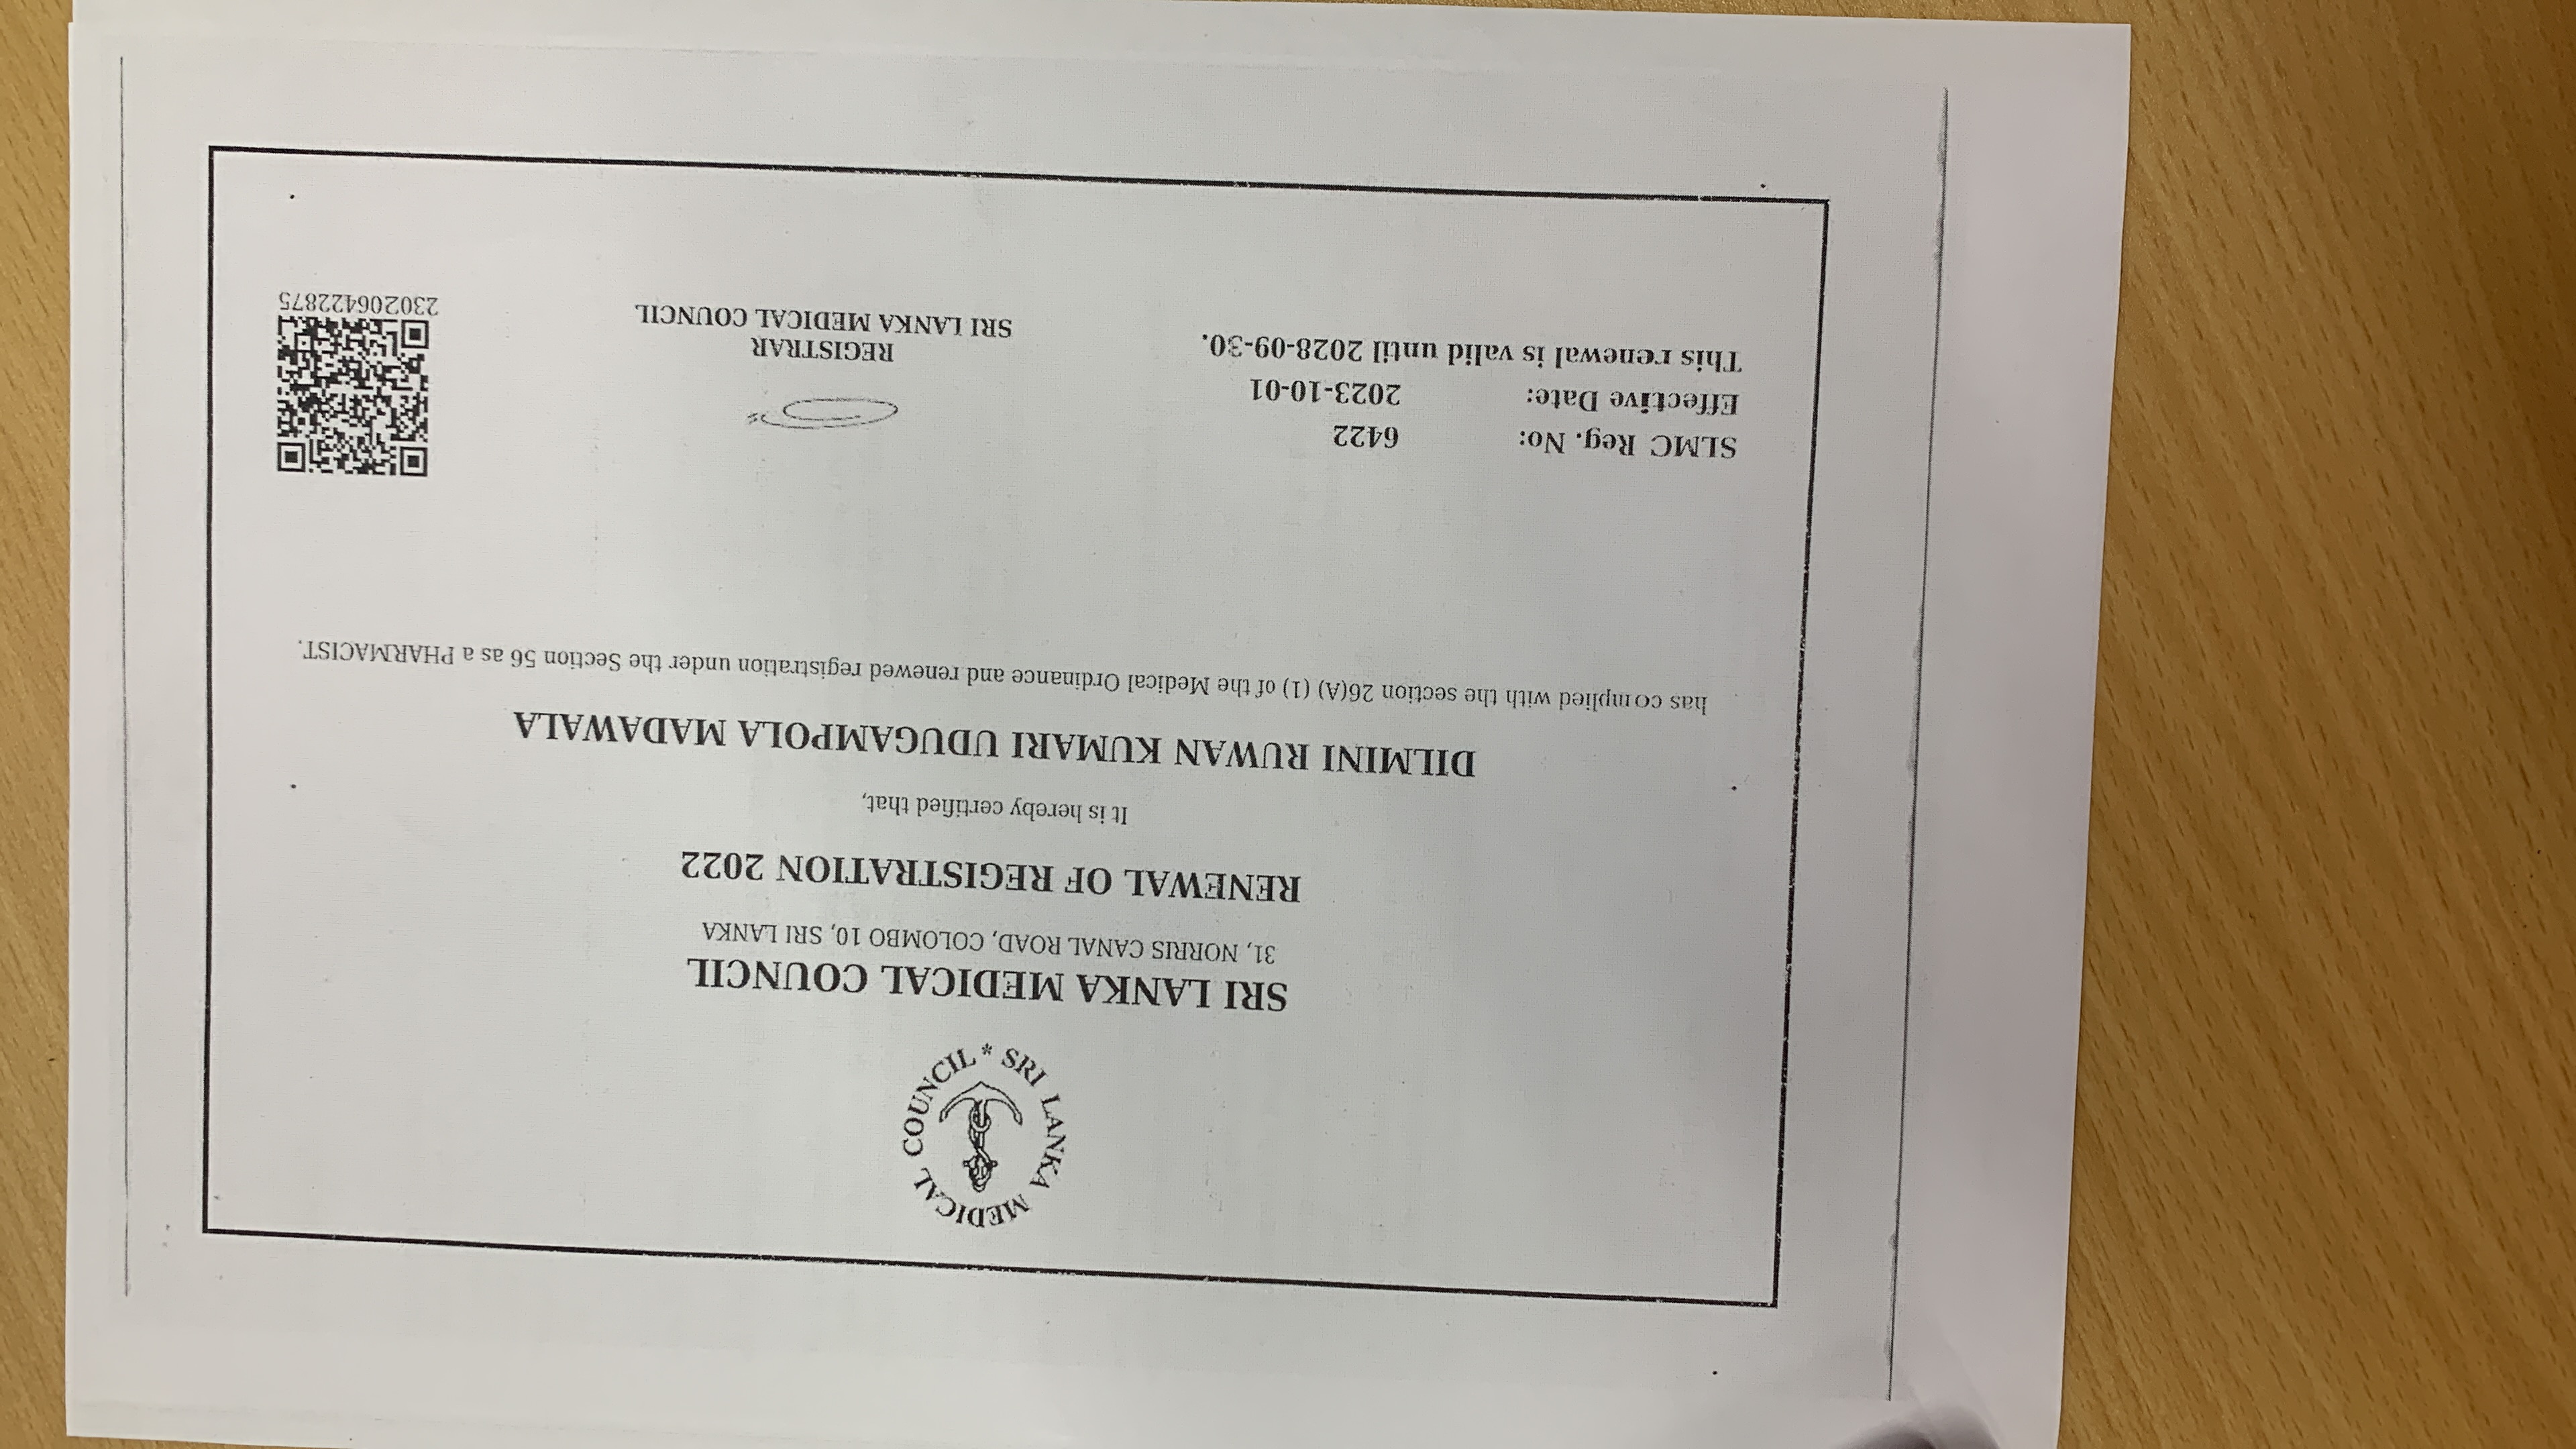 SRI LANKA MEDICAL COUNCIL *
SRI LANKA MEDICAL COUNCIL
31, NORRIS CANAL ROAD, COLOMBO 10, SRI LANKA
RENEWAL OF REGISTRATION 2022
It is hereby certified that,
DILMINI RUWAN KUMARI UDUGAMPOLA MADAWALA
has complied with the section 26(A) (1) of the Medical Ordinance and renewed registration under the Section 56 as a PHARMACIST.
SLMC Reg. No: 6422
Effective Date: 2023-10-01
This renewal is valid until 2028-09-30.
REGISTRAR
SRI LANKA MEDICAL COUNCIL
230206422875